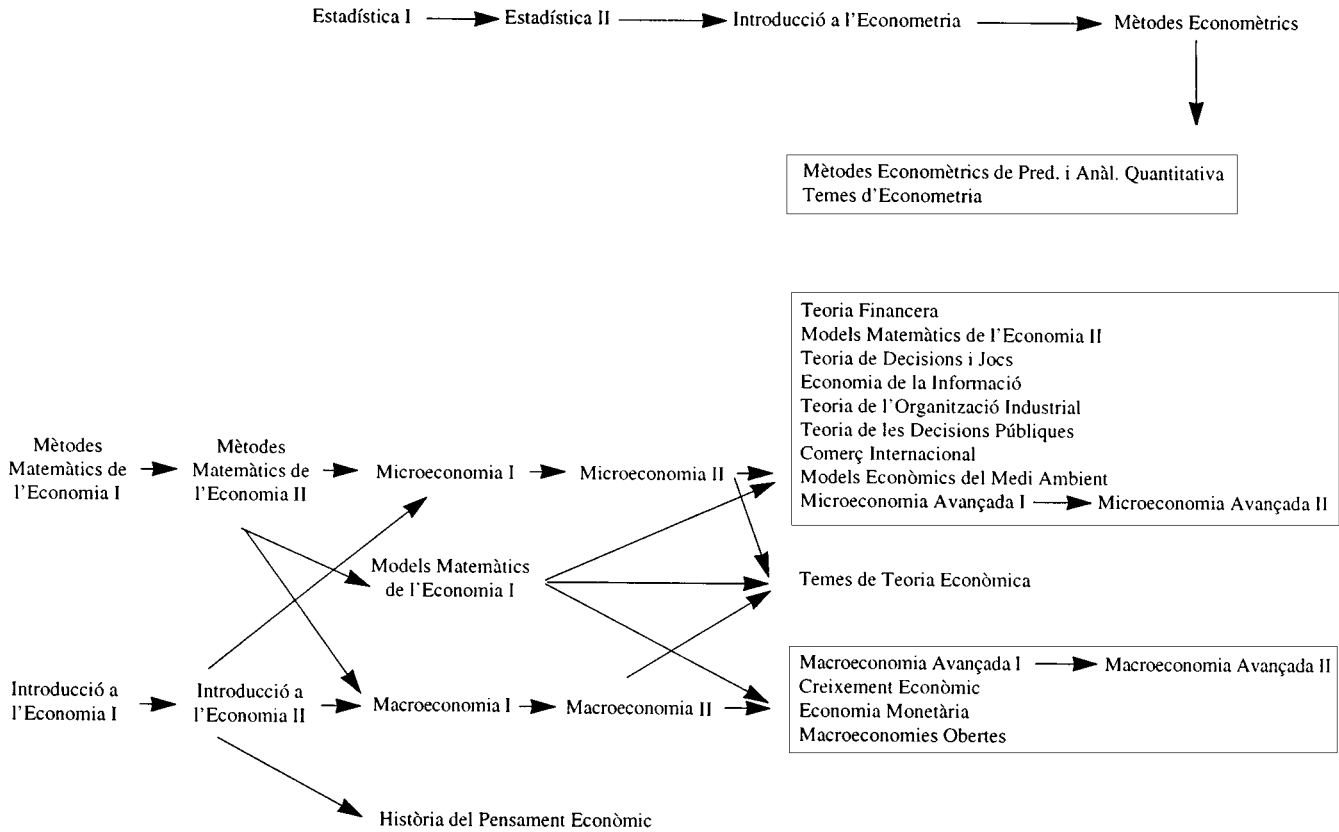 Estadística I
Estadística II
Introducció a l'Econometria
Mètodes Economètrics
Mètodes Economètrics de Pred. i Anàl. Quantitativa
Temes d'Econometria
Teoria Financera
Models Matemàtics de l'Economia II
Teoria de Decisions i Jocs
Economia de la Informació
Teoria de l'Organització Industrial
Teoria de les Decisions Públiques
Comerç Internacional
Models Econòmics del Medi Ambient
Microeconomia Avançada I
Microeconomia Avançada II
Mètodes
Matemàtics de
l'Economia I
Mètodes
Matemàtics de
l'Economia II
Microeconomia I
Microeconomia II
Models Matemàtics
de l'Economia I
Temes de Teoria Econòmica
Introducció a
l'Economia I
Introducció a
l'Economia II
Macroeconomia I
Macroeconomia II
Macroeconomia Avançada I
Macroeconomia Avançada II
Creixement Econòmic
Economia Monetària
Macroeconomies Obertes
Història del Pensament Econòmic